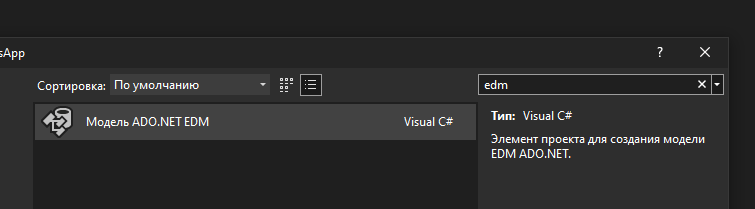 sApp
?
Сортировка: По умолчанию
edm
Модель ADO.NET EDM
Visual C#
Тип: Visual C#
Элемент проекта для создания модели
EDM ADO.NET.